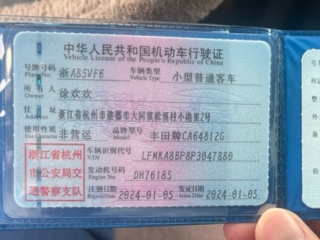 中华人民共和国机动车行驶证
Vehicle License of the People's Republic of China
号牌号码 浙A85VF6 车辆类型 小型普通客车
Plate No. Vehicle Type
所有人 徐欢欢
Owner
住址 浙江省杭州市建德市大同镇
Address
使用性质 非营运 品牌型号 丰田牌CA64812G
Use Character Model
浙江省杭州 车辆识别代号 LFMKA8BP8P3047880
VIN
市公安局交 发动机号码 DH76185
Engine No.
通警察支队 注册日期 2024-01-05 发证日期 2024-01-05
Register Date Issue Date